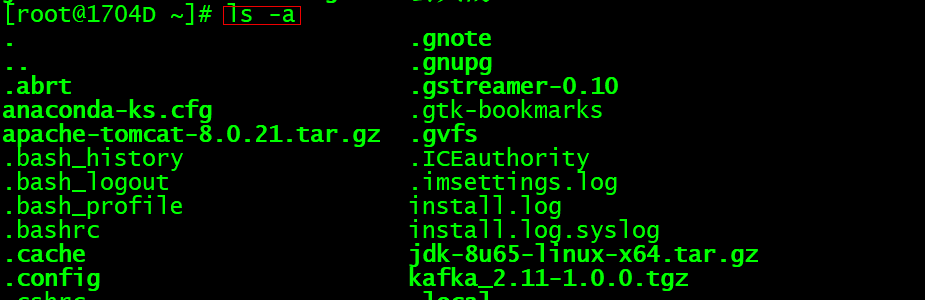 [root@1704D ~]# ls -a
. .gnote
.. .gnupg
.abrt .gstreamer-0.10
anaconda-ks.cfg .gtk-bookmarks
apache-tomcat-8.0.21.tar.gz .gvfs
.bash_history .ICEauthority
.bash_logout .imsettings.log
.bash_profile install.log
.bashrc install.log.syslog
.cache jdk-8u65-linux-x64.tar.gz
.config kafka_2.11-1.0.0.tgz
.cshrc .local